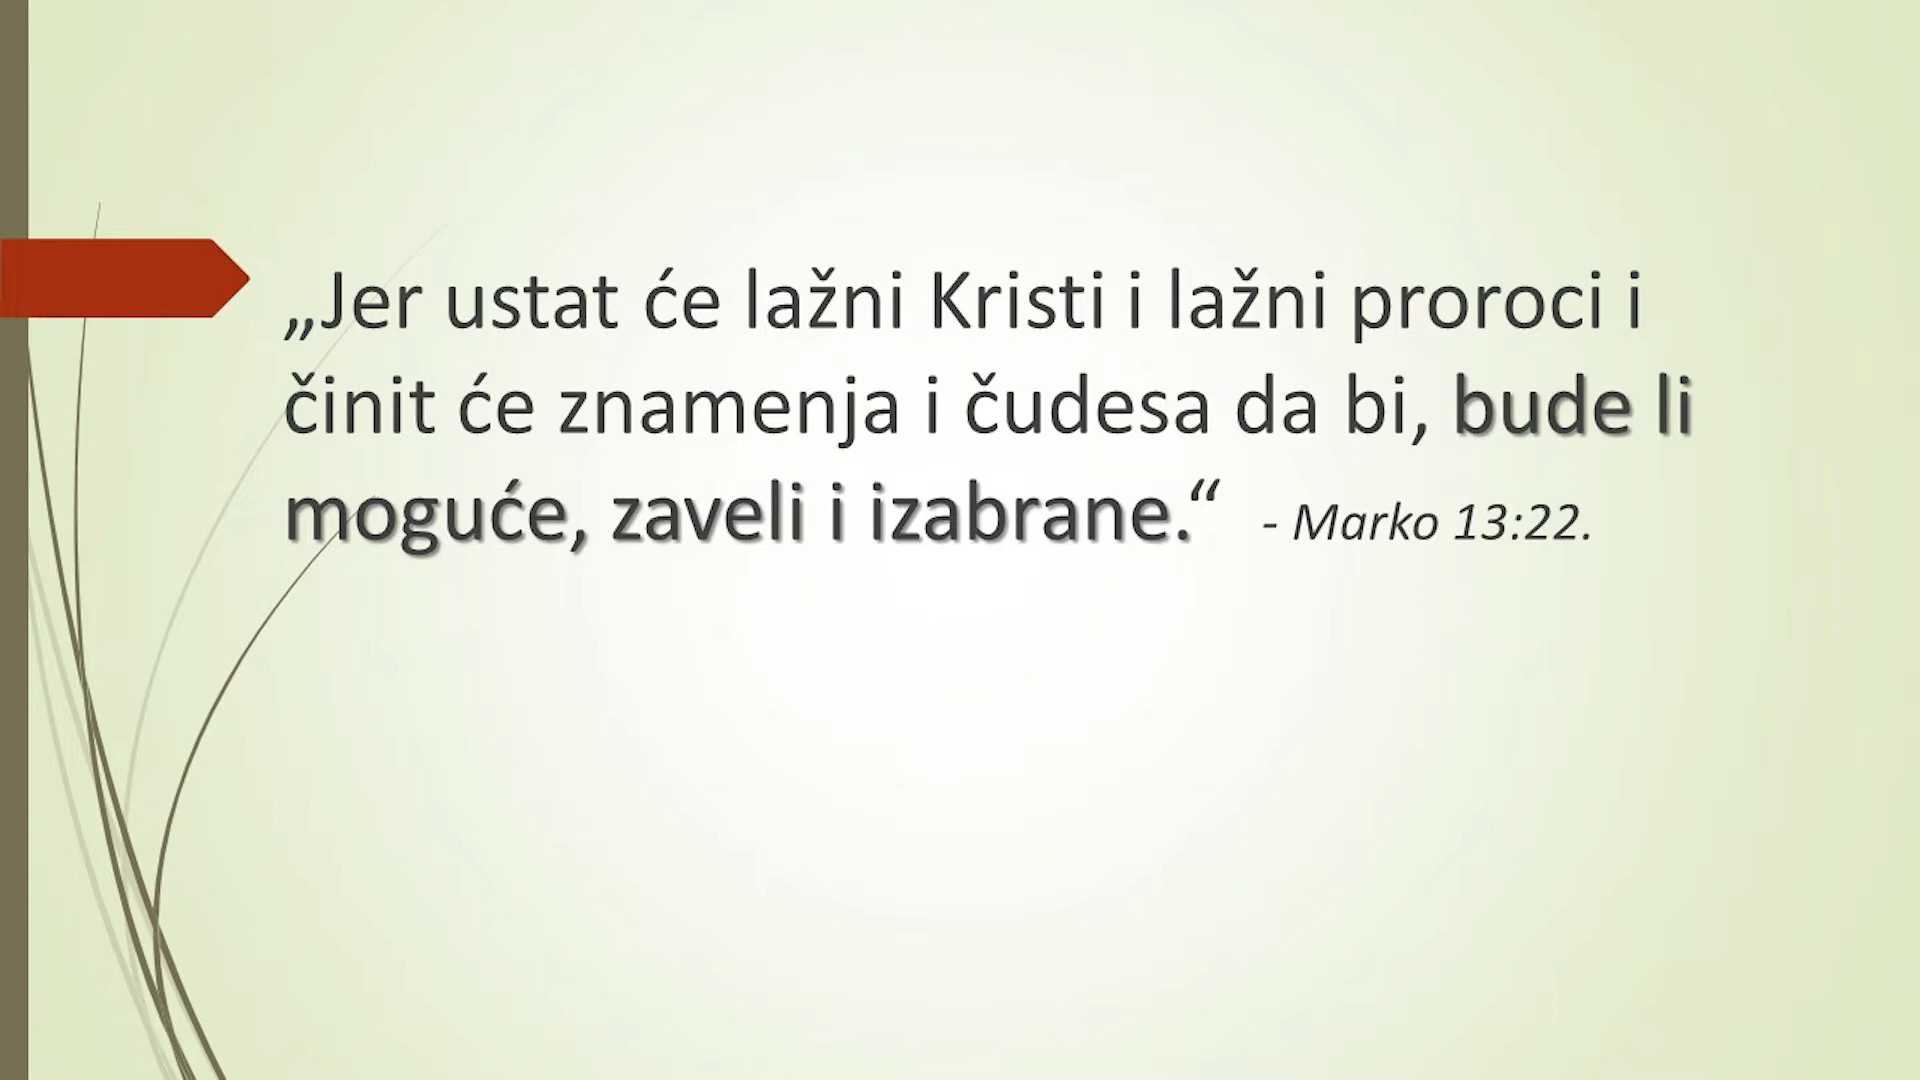 „Jer ustat će lažni Kristi i lažni proroci i
činit će znamenja i čudesa da bi, bude li
moguće, zaveli i izabrane.“ - Marko 13:22.